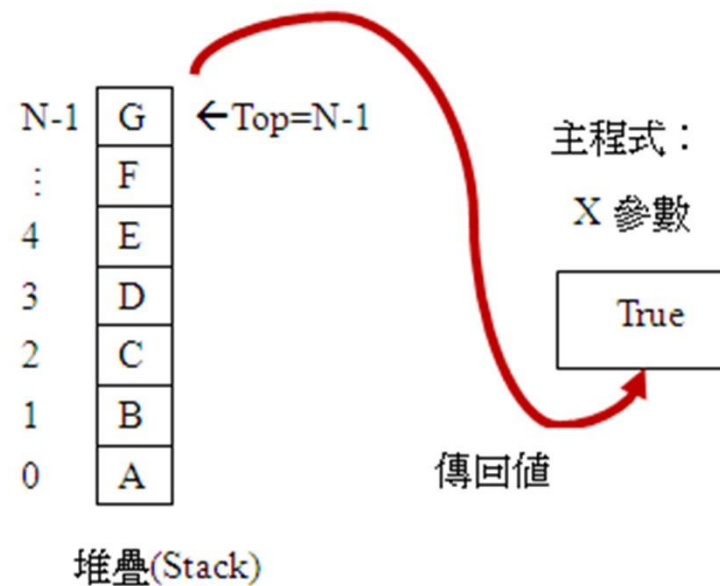 N-1 G ←Top=N-1
⋮ F
4 E
3 D
2 C
1 B
0 A
堆疊(Stack)
主程式：
X 參數
True
傳回值